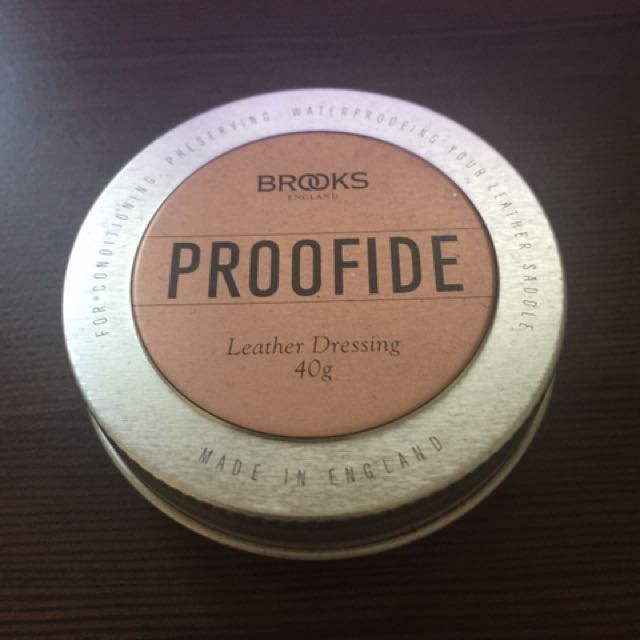 FOR CONDITIONING, PRESERVING, WATERPROOFING YOUR LEATHER SADDLE
BROOKS
ENGLAND
PROOFIDE
Leather Dressing
40g
MADE IN ENGLAND